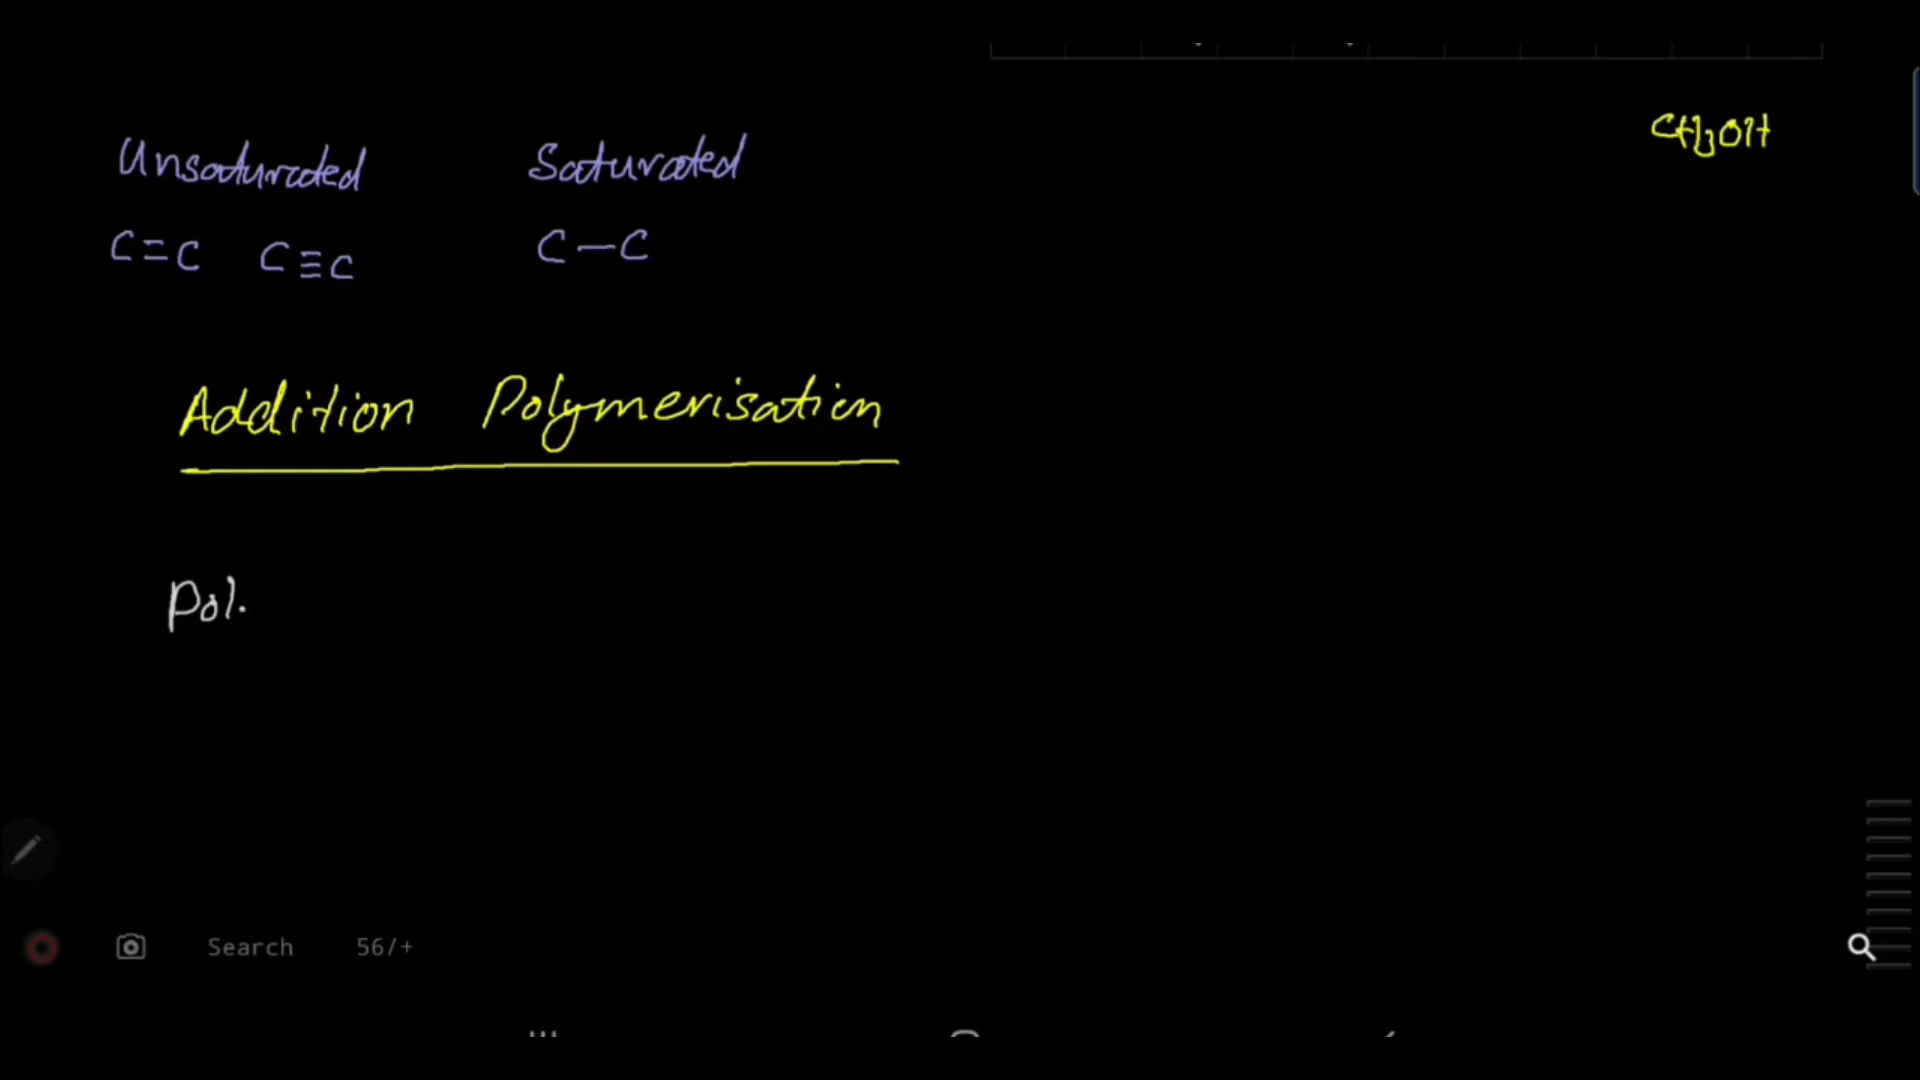 CH3OH
Unsaturated Saturated
C=C C≡C C-C
Addition Polymerisation
Pol.
Search 56/+